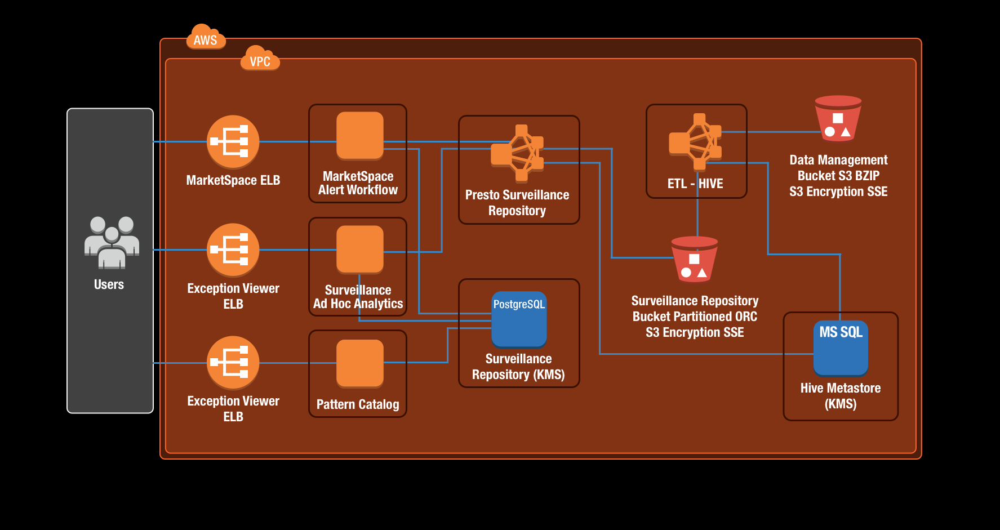 AWS
VPC
Users
MarketSpace ELB
Exception Viewer
ELB
Exception Viewer
ELB
MarketSpace
Alert Workflow
Surveillance
Ad Hoc Analytics
Pattern Catalog
Presto Surveillance
Repository
PostgreSQL
Surveillance
Repository (KMS)
ETL - HIVE
Surveillance Repository
Bucket Partitioned ORC
S3 Encryption SSE
Data Management
Bucket S3 BZIP
S3 Encryption SSE
MS SQL
Hive Metastore
(KMS)